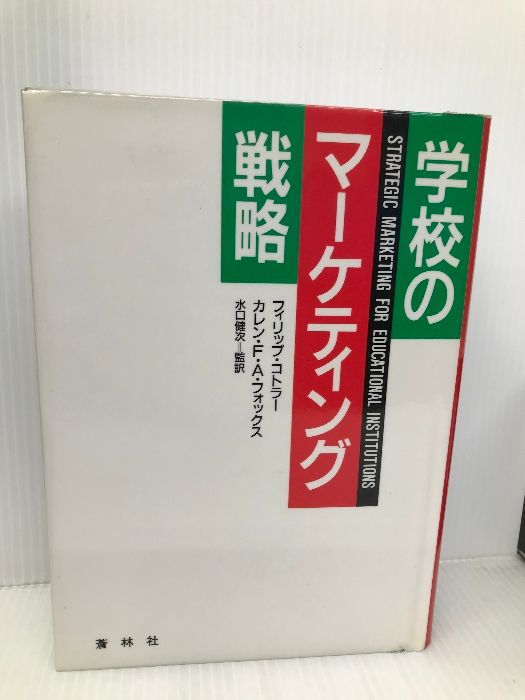 学校の
STRATEGIC MARKETING FOR EDUCATIONAL INSTITUTIONS
マーケティング
戦略
フィリップ・コトラー
カレン・F・A・フォックス
水口健次＝監訳
蒼林社